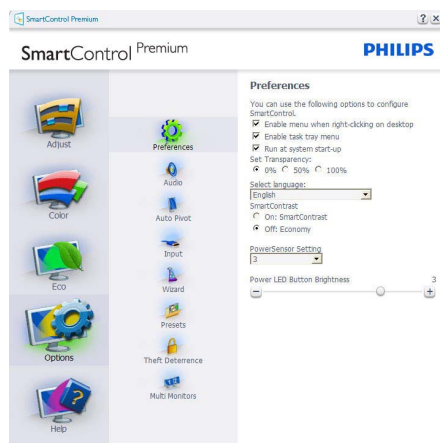 SmartControl Premium
? x
SmartControl Premium
PHILIPS
Adjust
Color
Eco
Options
Help
Preferences
Audio
Auto Pivot
Input
Wizard
Presets
Theft Deterrence
Multi Monitors
Preferences
You can use the following options to configure
SmartControl.
Enable menu when right-clicking on desktop
Enable task tray menu
Run at system start-up
Set Transparency:
0% 50% 100%
Select language:
English
SmartContrast
On: SmartContrast
Off: Economy
PowerSensor Setting
3
Power LED Button Brightness 3